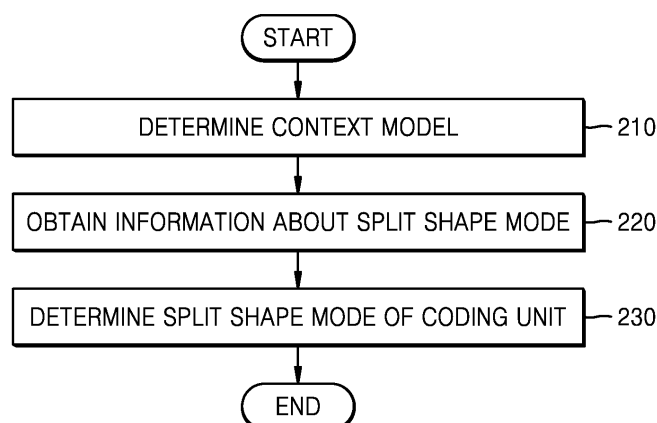 START
DETERMINE CONTEXT MODEL
210
OBTAIN INFORMATION ABOUT SPLIT SHAPE MODE
220
DETERMINE SPLIT SHAPE MODE OF CODING UNIT
230
END